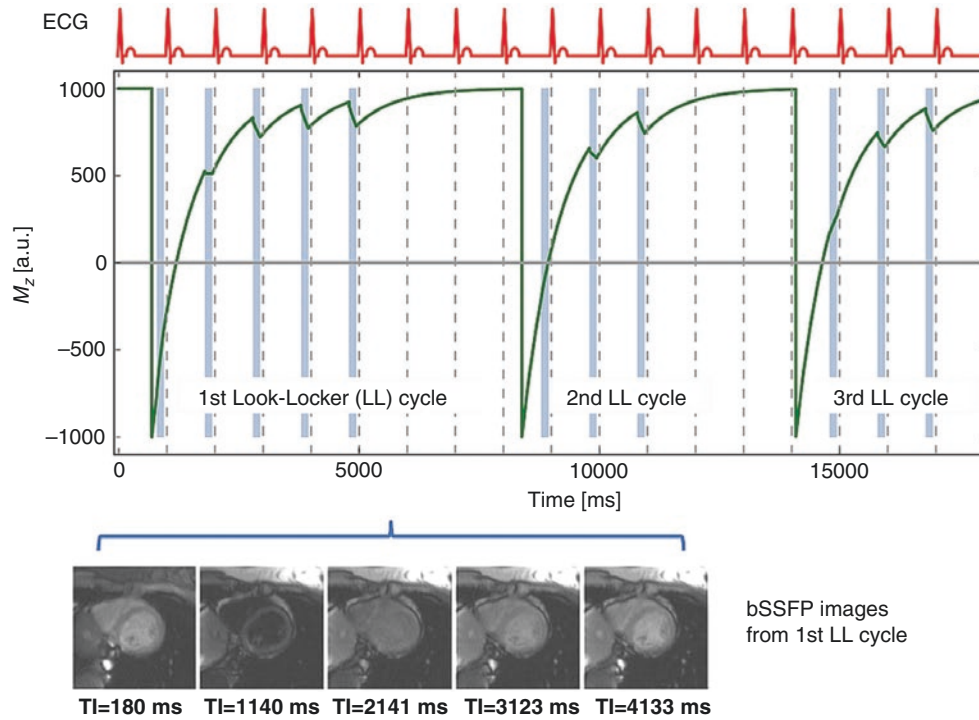 ECG
1000
500
0
−500
−1000
M_z [a.u.]
1st Look-Locker (LL) cycle
2nd LL cycle
3rd LL cycle
0
5000
10000
15000
Time [ms]
bSSFP images
from 1st LL cycle
TI=180 ms
TI=1140 ms
TI=2141 ms
TI=3123 ms
TI=4133 ms